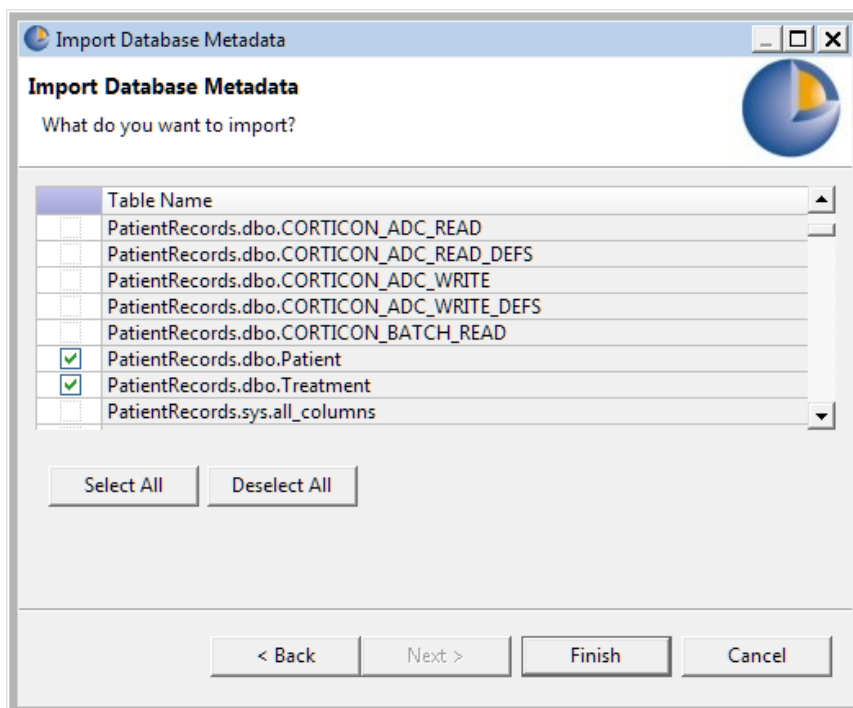 Import Database Metadata
Import Database Metadata
What do you want to import?
Table Name
PatientRecords.dbo.CORTICON_ADC_READ
PatientRecords.dbo.CORTICON_ADC_READ_DEFS
PatientRecords.dbo.CORTICON_ADC_WRITE
PatientRecords.dbo.CORTICON_ADC_WRITE_DEFS
PatientRecords.dbo.CORTICON_BATCH_READ
PatientRecords.dbo.Patient
PatientRecords.dbo.Treatment
PatientRecords.sys.all_columns
Select All Deselect All
< Back Next > Finish Cancel